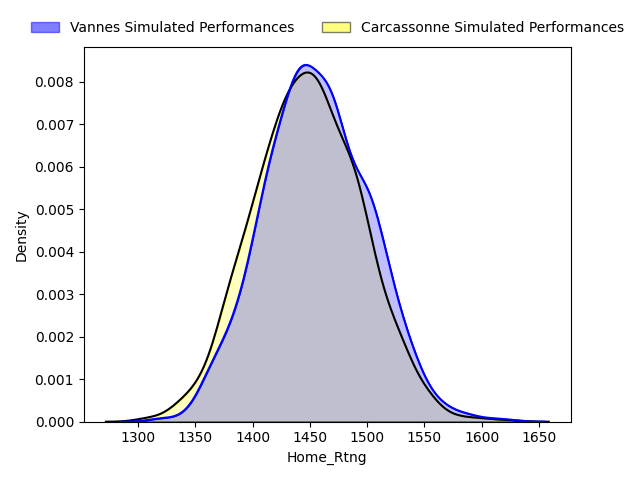 Vannes Simulated Performances Carcassonne Simulated Performances
0.008
0.007
0.006
0.005
0.004
0.003
0.002
0.001
0.000
Density
1300 1350 1400 1450 1500 1550 1600 1650
Home_Rtng